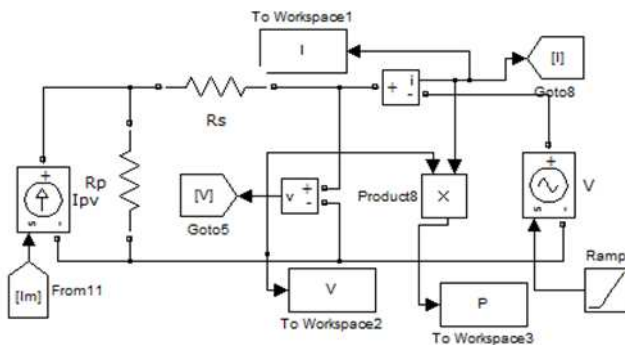 To Workspace1
I
[I]
Goto8
+ i -
Rs
Rp
+
Ipv
s -
[V]
Goto5
v + -
Product8
×
+
V
s -
[Im]
From11
V
To Workspace2
P
To Workspace3
Ramp